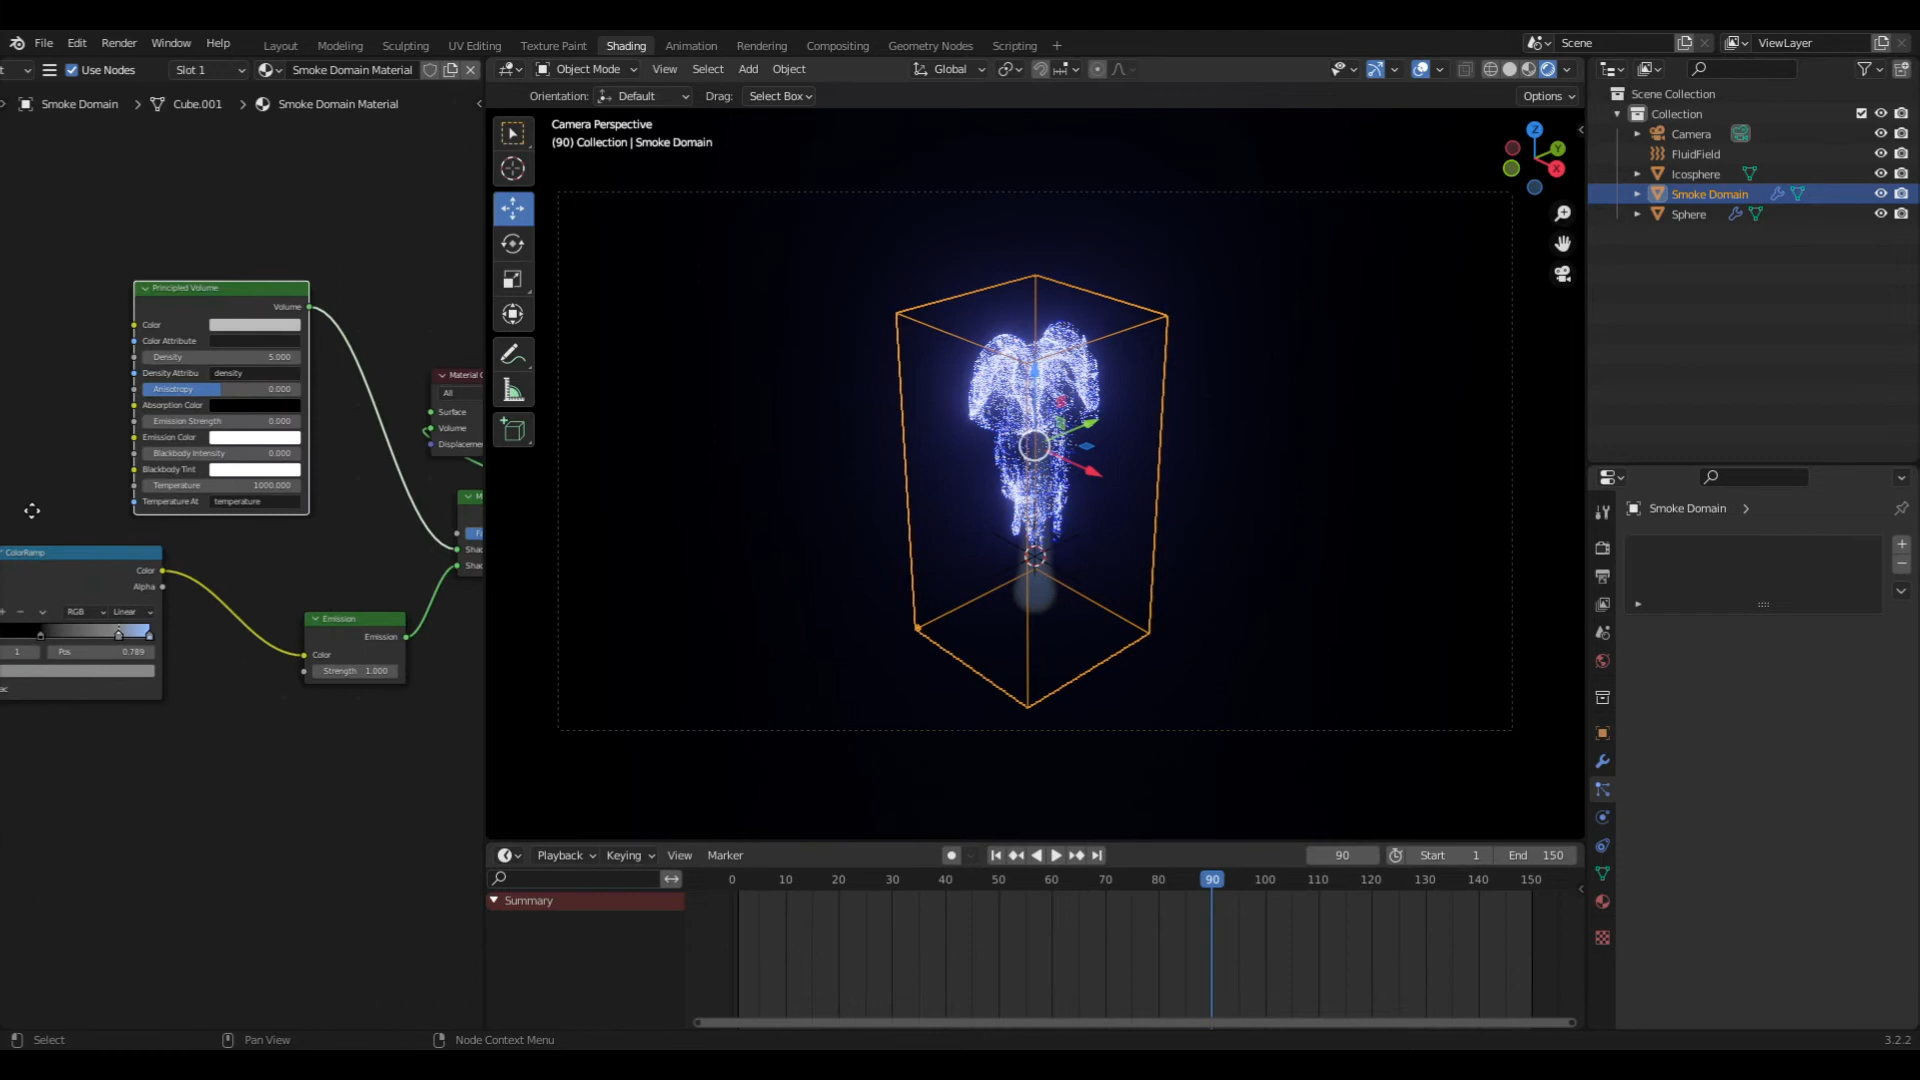 File Edit Render Window Help
Layout Modeling Sculpting UV Editing Texture Paint Shading Animation Rendering Compositing Geometry Nodes Scripting +
Scene
ViewLayer
Use Nodes
Slot 1
Smoke Domain Material
Object Mode
View Select Add Object
Global
Orientation: Default
Drag: Select Box
Options
Smoke Domain > Cube.001 > Smoke Domain Material
Camera Perspective
(90) Collection | Smoke Domain
Z
Y
X
Principled Volume
Volume
Color
Color Attribute
Density 5.000
Density Attribu density
Anisotropy 0.000
Absorption Color
Emission Strength 0.000
Emission Color
Blackbody Intensity 0.000
Blackbody Tint
Temperature 1000.000
Temperature At temperature
Material O
All
Surface
Volume
Displacemen
M
Shad
Shad
ColorRamp
Color
Alpha
RGB Linear
1 Pos 0.789
ac
Emission
Emission
Color
Strength 1.000
Scene Collection
Collection
Camera
FluidField
Icosphere
Smoke Domain
Sphere
Smoke Domain >
Playback Keying View Marker
90
Start 1
End 150
0 10 20 30 40 50 60 70 80 90 100 110 120 130 140 150
Summary
Select
Pan View
Node Context Menu
3.2.2